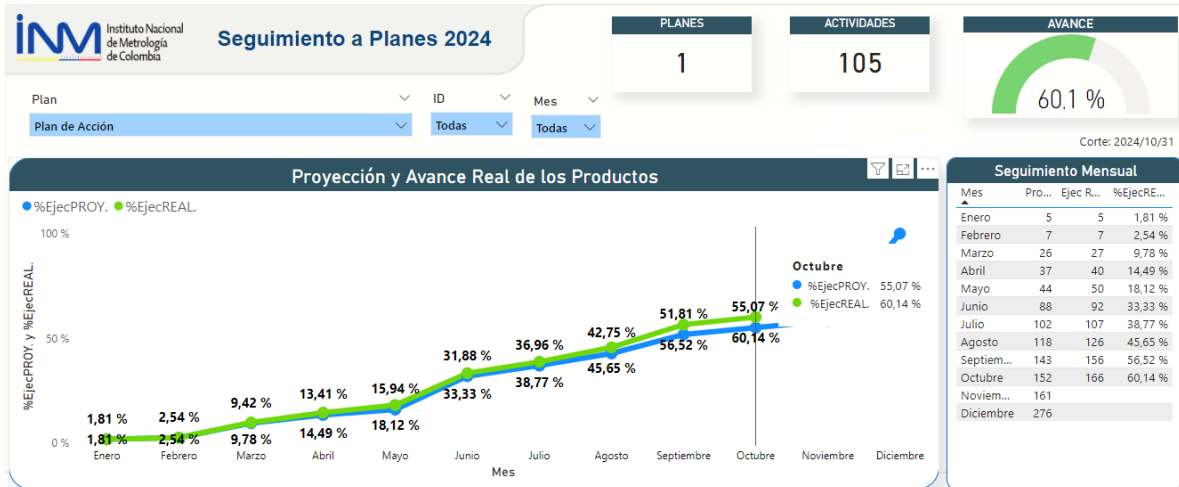 INM Instituto Nacional
de Metrología
de Colombia
Seguimiento a Planes 2024
PLANES
1
ACTIVIDADES
105
AVANCE
60,1 %
Corte: 2024/10/31
Plan
Plan de Acción
ID
Todas
Mes
Todas
Proyección y Avance Real de los Productos
%EjecPROY. %EjecREAL.
%EjecPROY. y %EjecREAL.
100 %
50 %
0 %
1,81 % 2,54 % 9,42 % 13,41 % 15,94 % 31,88 % 36,96 % 42,75 % 51,81 % 55,07 %
1,81 % 2,54 % 9,78 % 14,49 % 18,12 % 33,33 % 38,77 % 45,65 % 56,52 % 60,14 %
Octubre
%EjecPROY. 55,07 %
%EjecREAL. 60,14 %
Enero Febrero Marzo Abril Mayo Junio Julio Agosto Septiembre Octubre Noviembre Diciembre
Mes
Seguimiento Mensual
Mes Pro... Ejec R... %EjecRE...
Enero 5 5 1,81 %
Febrero 7 7 2,54 %
Marzo 26 27 9,78 %
Abril 37 40 14,49 %
Mayo 44 50 18,12 %
Junio 88 92 33,33 %
Julio 102 107 38,77 %
Agosto 118 126 45,65 %
Septiem... 143 156 56,52 %
Octubre 152 166 60,14 %
Noviem... 161
Diciembre 276